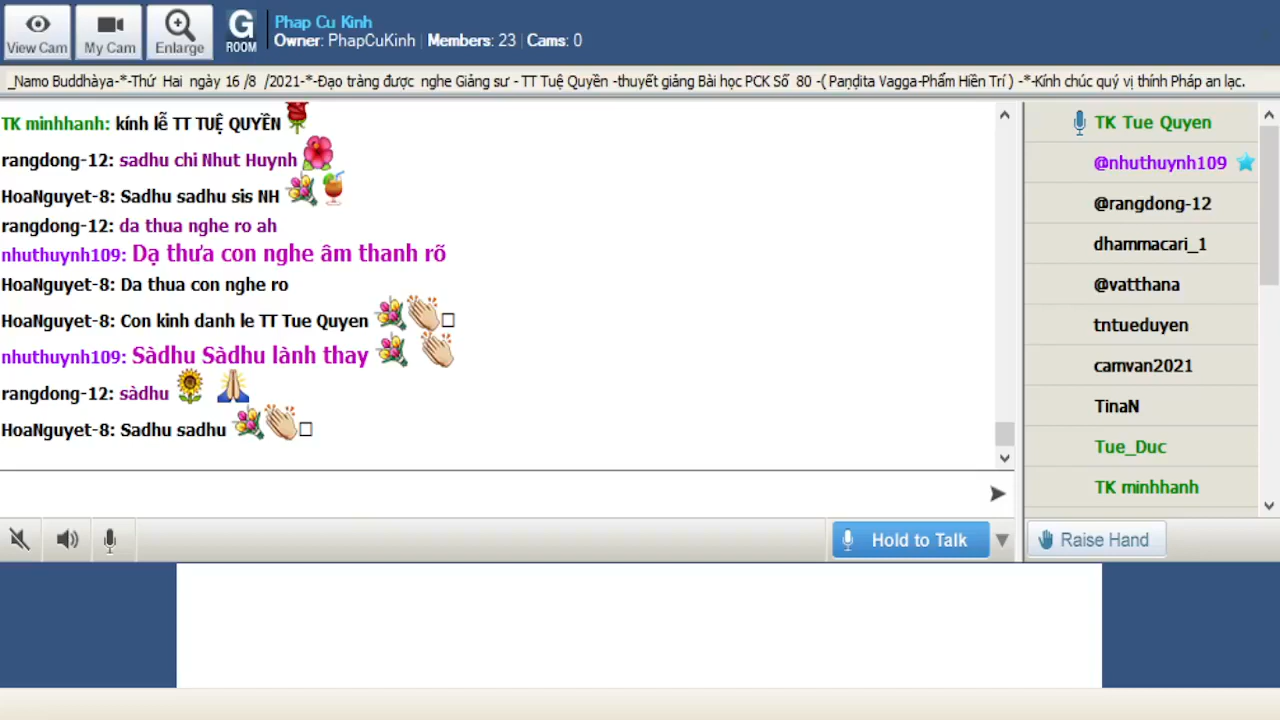 View Cam
My Cam
Enlarge
G
ROOM
Phap Cu Kinh
Owner: PhapCuKinh | Members: 23 | Cams: 0
_Namo Buddhàya-*-Thứ Hai ngày 16 /8 /2021-*-Đạo tràng được nghe Giảng sư - TT Tuệ Quyền -thuyết giảng Bài học PCK Số 80 -( Paṇḍita Vagga-Phẩm Hiền Trí ) -*-Kính chúc quý vị thính Pháp an lạc.
TK minhhanh: kính lễ TT TUỆ QUYỀN
rangdong-12: sadhu chi Nhut Huynh
HoaNguyet-8: Sadhu sadhu sis NH
rangdong-12: da thua nghe ro ah
nhuthuynh109: Dạ thưa con nghe âm thanh rõ
HoaNguyet-8: Da thua con nghe ro
HoaNguyet-8: Con kinh danh le TT Tue Quyen
nhuthuynh109: Sàdhu Sàdhu lành thay
rangdong-12: sàdhu
HoaNguyet-8: Sadhu sadhu
TK Tue Quyen
@nhuthuynh109
@rangdong-12
dhammacari_1
@vatthana
tntueduyen
camvan2021
TinaN
Tue_Duc
TK minhhanh
Hold to Talk
Raise Hand